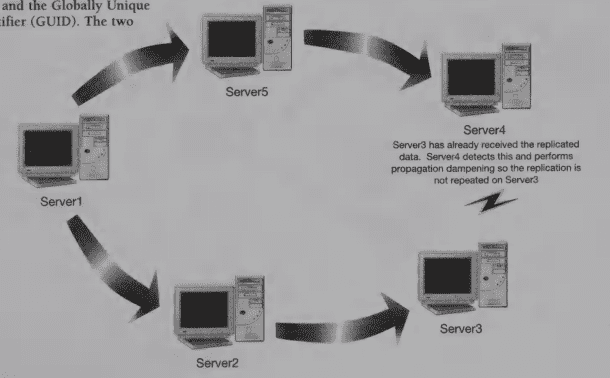 and the Globally Unique
tifier (GUID). The two
Server5
Server4
Server3 has already received the replicated
data. Server4 detects this and performs
propagation dampening so the replication is
not repeated on Server3
Server1
Server3
Server2